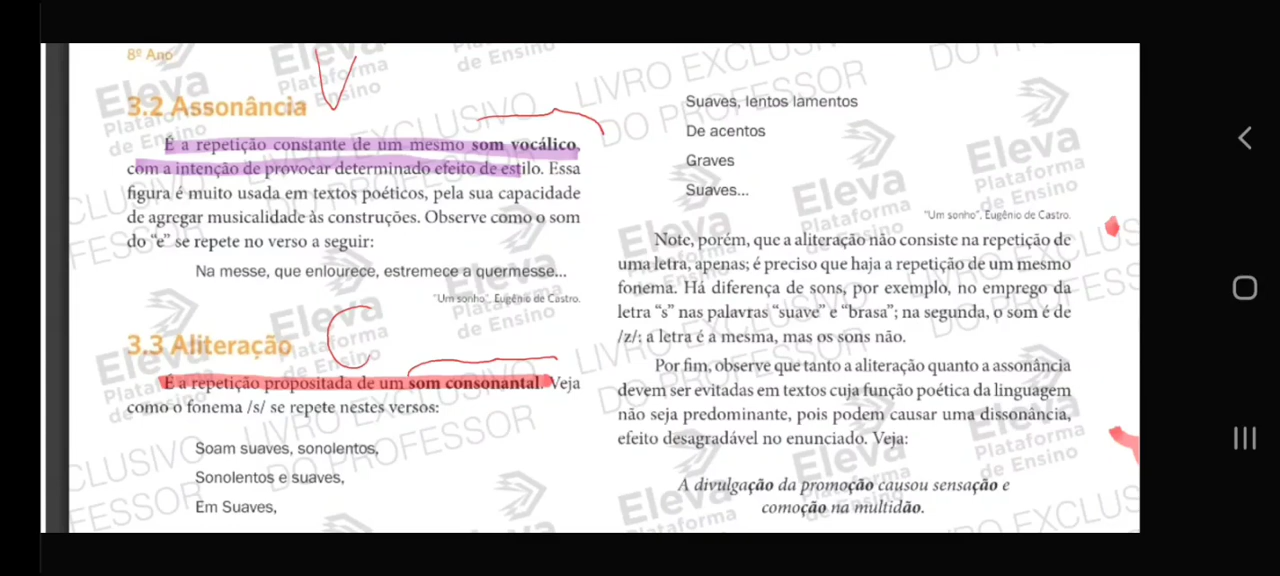 8º Ano
3.2 Assonância
É a repetição constante de um mesmo som vocálico,
com a intenção de provocar determinado efeito de estilo. Essa
figura é muito usada em textos poéticos, pela sua capacidade
de agregar musicalidade às construções. Observe como o som
do “e” se repete no verso a seguir:
Na messe, que enlourece, estremece a quermesse...
“Um sonho”, Eugênio de Castro.
3.3 Aliteração
É a repetição propositada de um som consonantal. Veja
como o fonema /s/ se repete nestes versos:
Soam suaves, sonolentos,
Sonolentos e suaves,
Em Suaves,
Suaves, lentos lamentos
De acentos
Graves
Suaves...
“Um sonho”, Eugênio de Castro.
Note, porém, que a aliteração não consiste na repetição de
uma letra, apenas; é preciso que haja a repetição de um mesmo
fonema. Há diferença de sons, por exemplo, no emprego da
letra “s” nas palavras “suave” e “brasa”; na segunda, o som é de
/z/: a letra é a mesma, mas os sons não.
Por fim, observe que tanto a aliteração quanto a assonância
devem ser evitadas em textos cuja função poética da linguagem
não seja predominante, pois podem causar uma dissonância,
efeito desagradável no enunciado. Veja:
A divulgação da promoção causou sensação e
comoção na multidão.
V
C
Eleva
Plataforma
de Ensino
LIVRO EXCLUSIVO
DO PROFESSOR